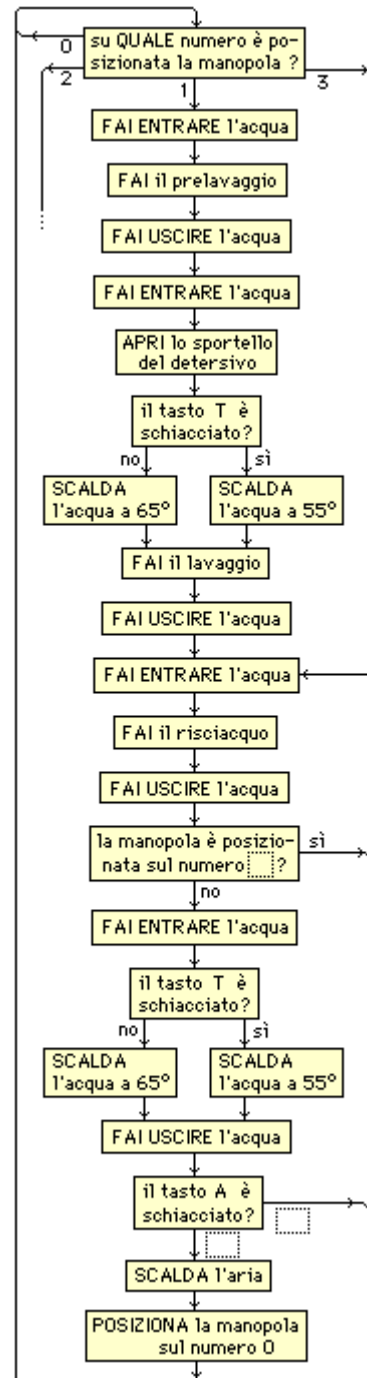 su QUALE numero è po-
sizionata la manopola ?
0
2
1
3
FAI ENTRARE l'acqua
FAI il prelavaggio
FAI USCIRE l'acqua
FAI ENTRARE l'acqua
APRI lo sportello
del detersivo
il tasto T è
schiacciato?
no
sì
SCALDA
l'acqua a 65°
SCALDA
l'acqua a 55°
FAI il lavaggio
FAI USCIRE l'acqua
FAI ENTRARE l'acqua
FAI il risciacquo
FAI USCIRE l'acqua
la manopola è posizio-
nata sul numero ?
sì
no
FAI ENTRARE l'acqua
il tasto T è
schiacciato?
no
sì
SCALDA
l'acqua a 65°
SCALDA
l'acqua a 55°
FAI USCIRE l'acqua
il tasto A è
schiacciato?
SCALDA l'aria
POSIZIONA la manopola
sul numero 0